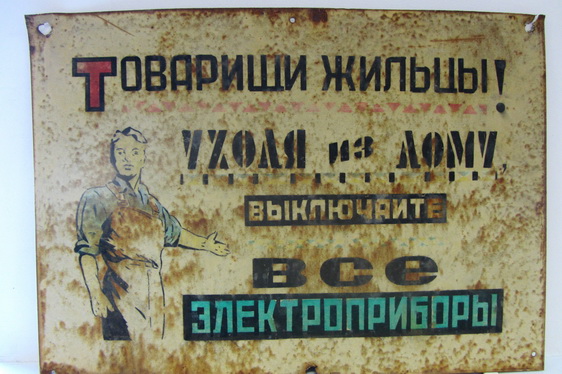 ТОВАРИЩИ ЖИЛЬЦЫ!
УХОДЯ ИЗ ДОМУ,
ВЫКЛЮЧАЙТЕ
ВСЕ
ЭЛЕКТРОПРИБОРЫ